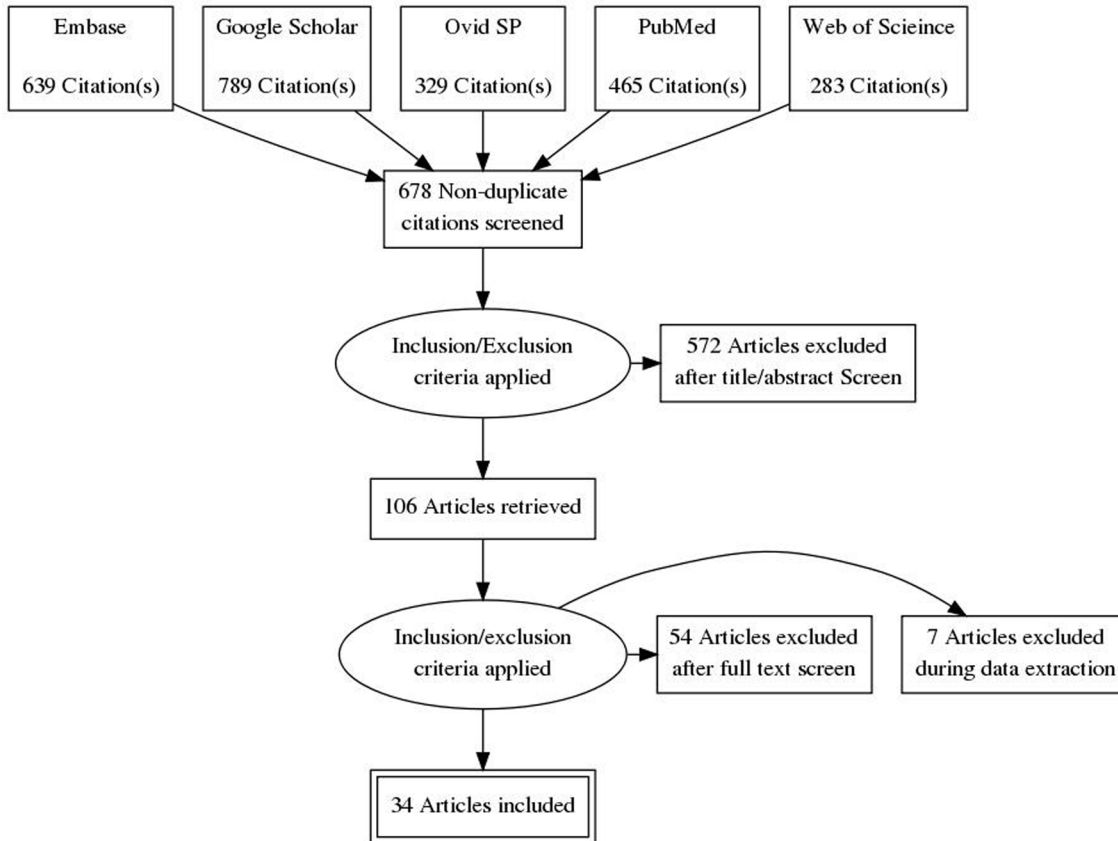 Embase
639 Citation(s)
Google Scholar
789 Citation(s)
Ovid SP
329 Citation(s)
PubMed
465 Citation(s)
Web of Scieince
283 Citation(s)
678 Non-duplicate
citations screened
Inclusion/Exclusion
criteria applied
572 Articles excluded
after title/abstract Screen
106 Articles retrieved
Inclusion/exclusion
criteria applied
54 Articles excluded
after full text screen
7 Articles excluded
during data extraction
34 Articles included